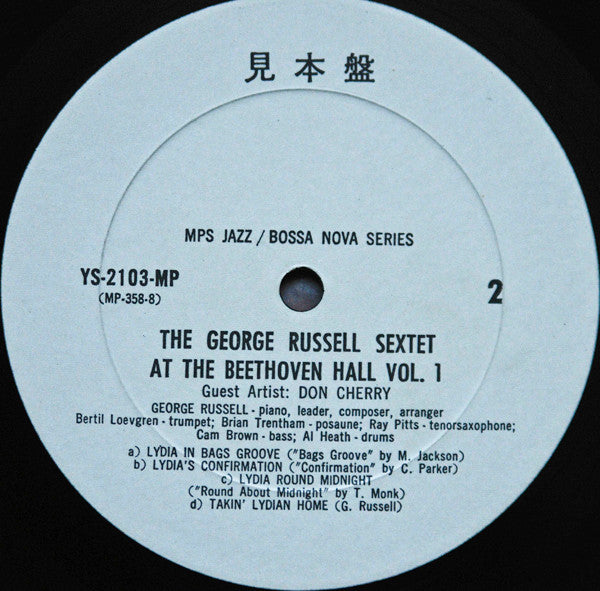 見本盤
MPS JAZZ / BOSSA NOVA SERIES
YS-2103-MP
(MP-358-8)
2
THE GEORGE RUSSELL SEXTET
AT THE BEETHOVEN HALL VOL. 1
Guest Artist: DON CHERRY
GEORGE RUSSELL - piano, leader, composer, arranger
Bertil Loevgren - trumpet; Brian Trentham - posaune; Ray Pitts - tenorsaxophone;
Cam Brown - bass; Al Heath - drums
a) LYDIA IN BAGS GROOVE ("Bags Groove" by M. Jackson)
b) LYDIA'S CONFIRMATION ("Confirmation" by C. Parker)
c) LYDIA ROUND MIDNIGHT
("Round About Midnight" by T. Monk)
d) TAKIN' LYDIAN HOME (G. Russell)